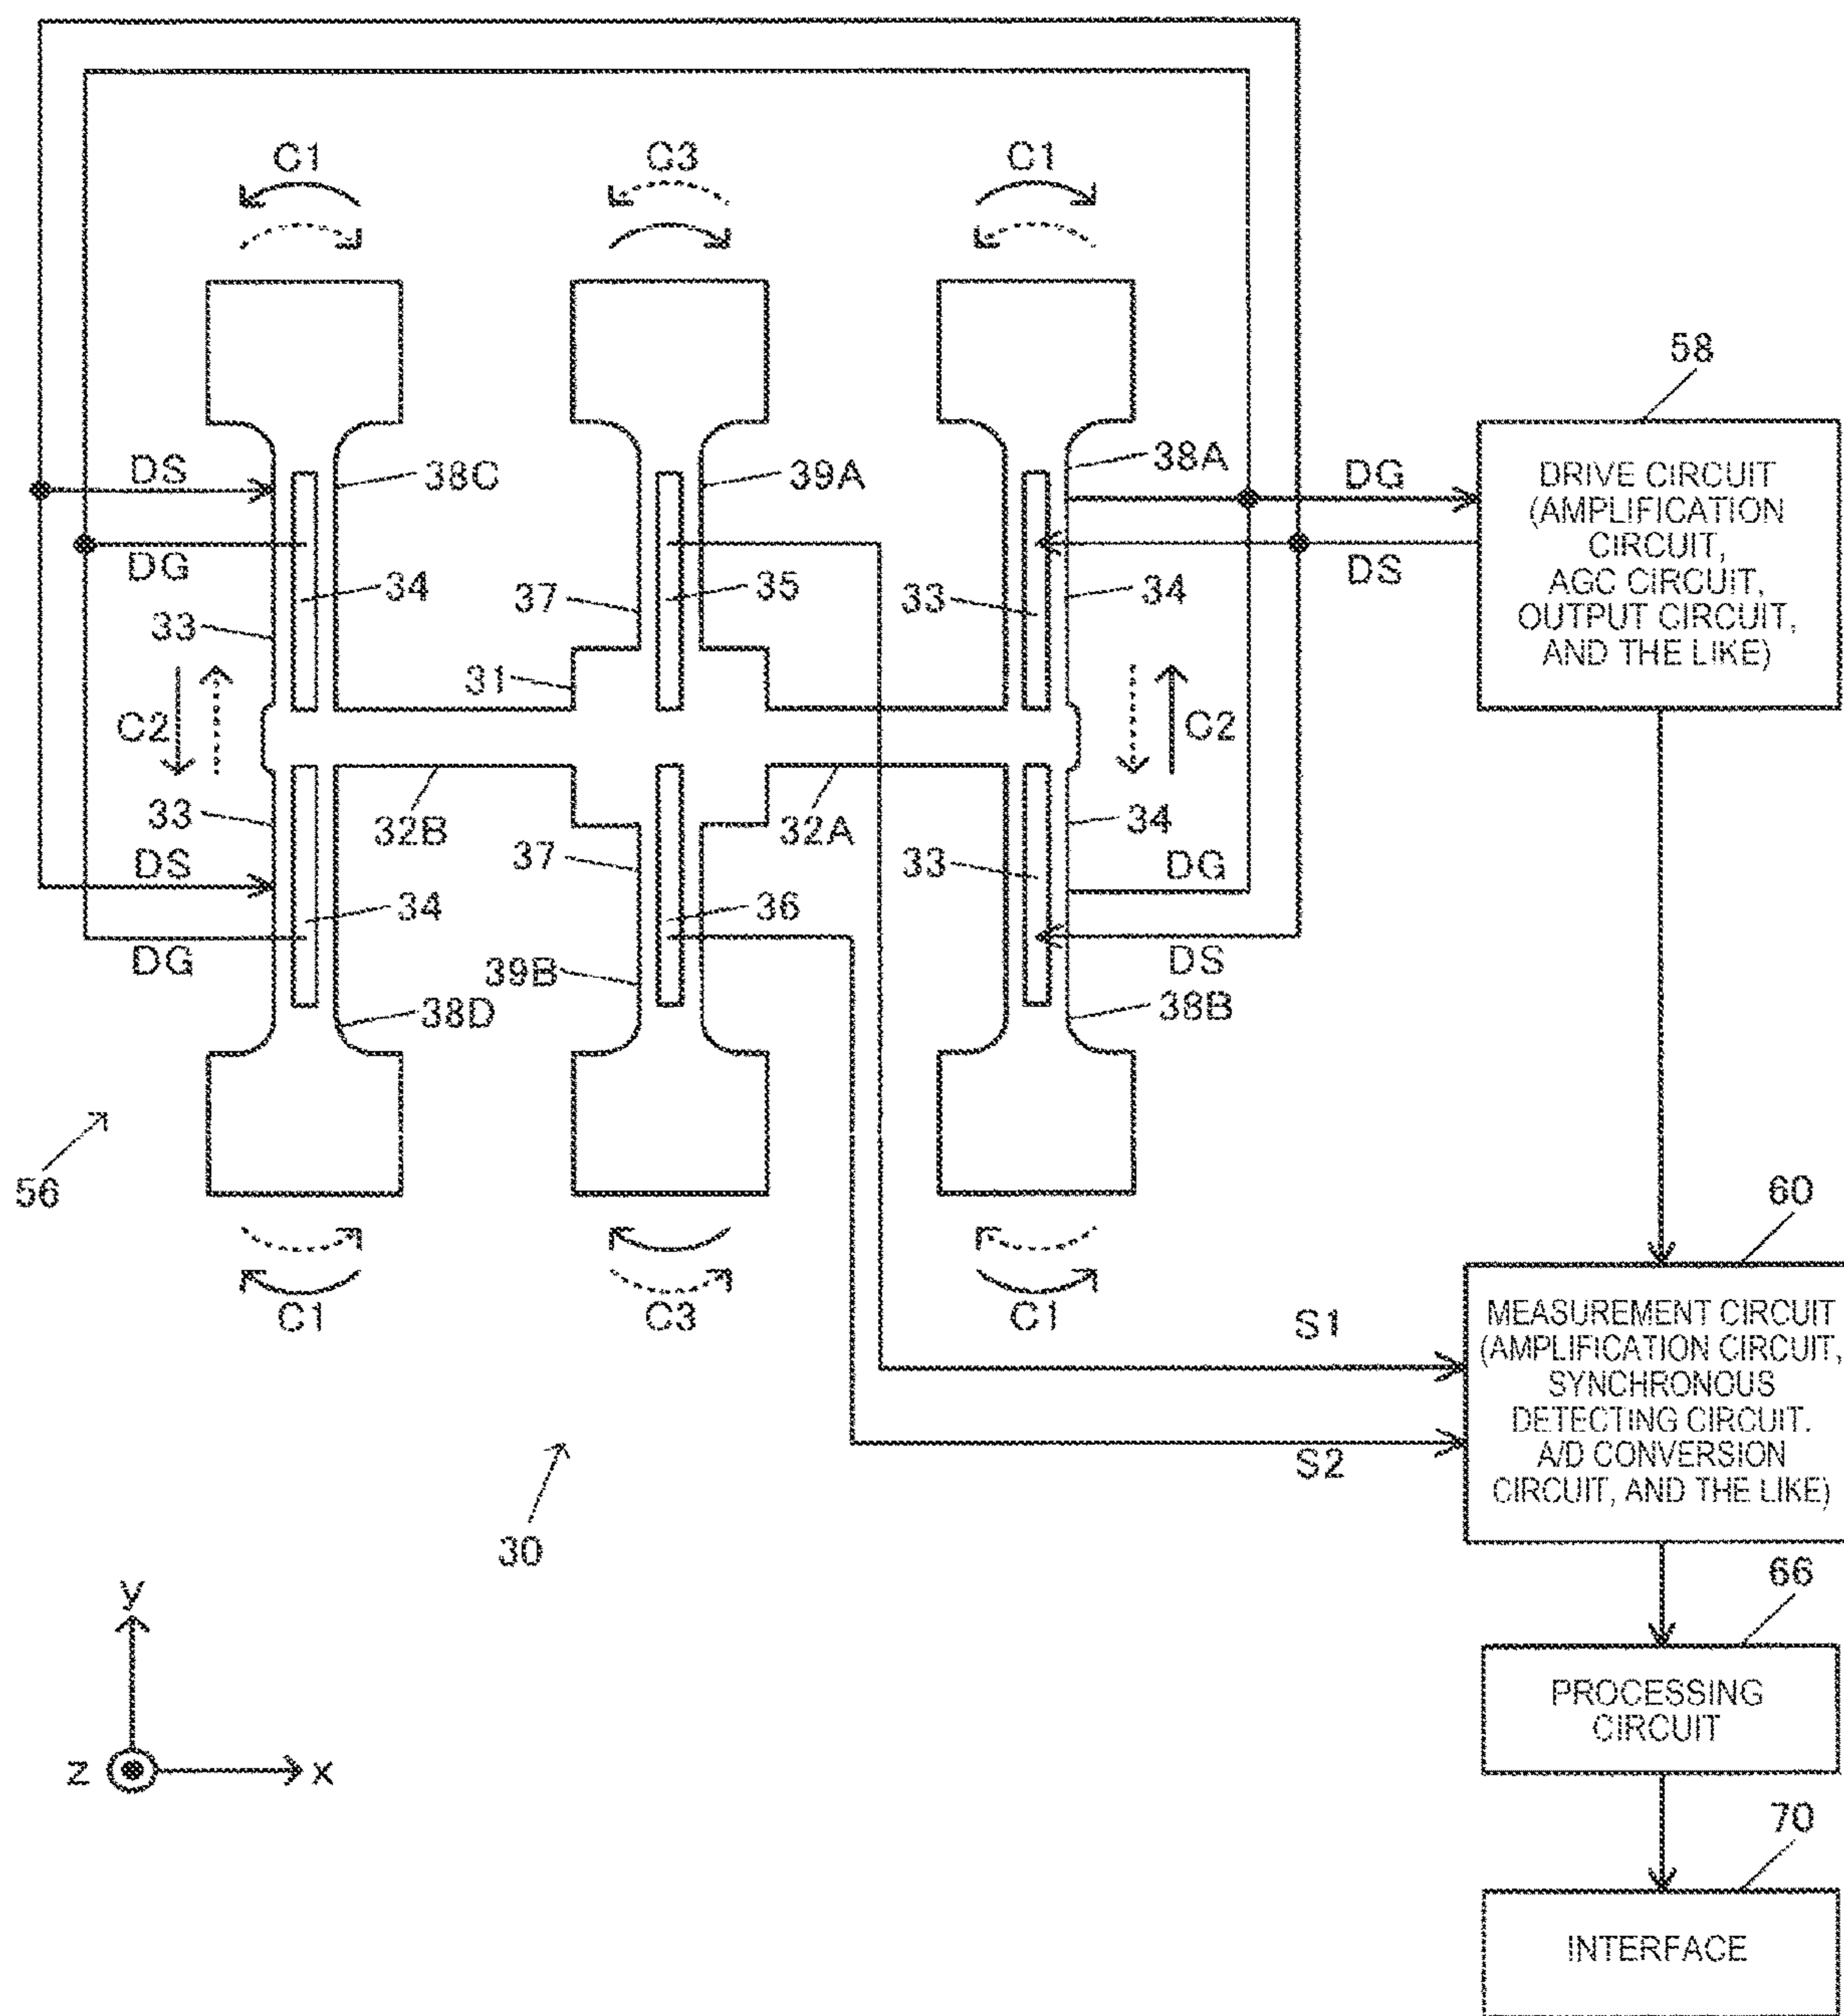 C1
C3
C1
58
DS
38C
39A
38A
DG
DRIVE CIRCUIT
(AMPLIFICATION
CIRCUIT,
AGC CIRCUIT,
OUTPUT CIRCUIT,
AND THE LIKE)
DG
34
37
35
33
34
DS
33
31
C2
C2
33
32B
32A
34
DS
37
33
DG
34
36
DG
39B
DS
38D
38B
56
60
C1
C3
C1
S1
MEASUREMENT CIRCUIT
(AMPLIFICATION CIRCUIT,
SYNCHRONOUS
DETECTING CIRCUIT.
A/D CONVERSION
CIRCUIT, AND THE LIKE)
S2
30
66
y
PROCESSING
CIRCUIT
z
x
70
INTERFACE